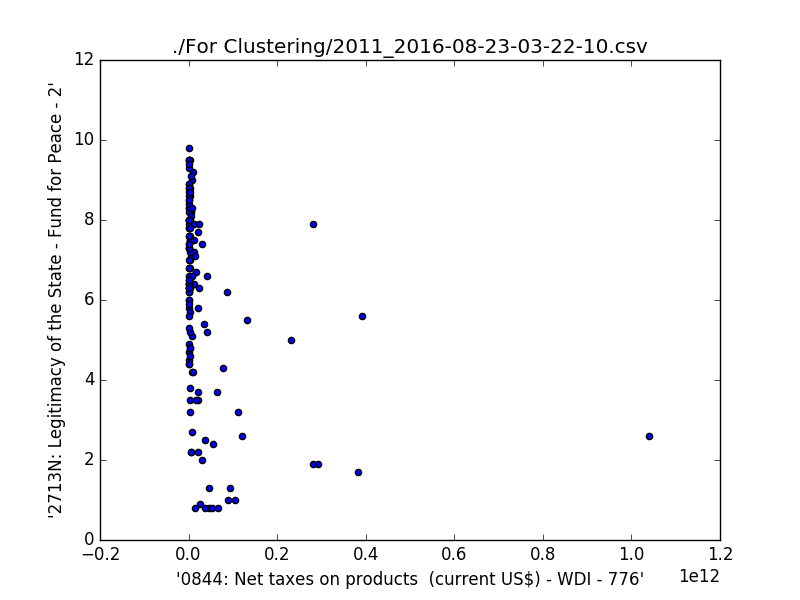 ./For Clustering/2011_2016-08-23-03-22-10.csv
12
10
8
6
4
2
0
'2713N: Legitimacy of the State - Fund for Peace - 2'
−0.2 0.0 0.2 0.4 0.6 0.8 1.0 1.2
1e12
'0844: Net taxes on products  (current US$) - WDI - 776'